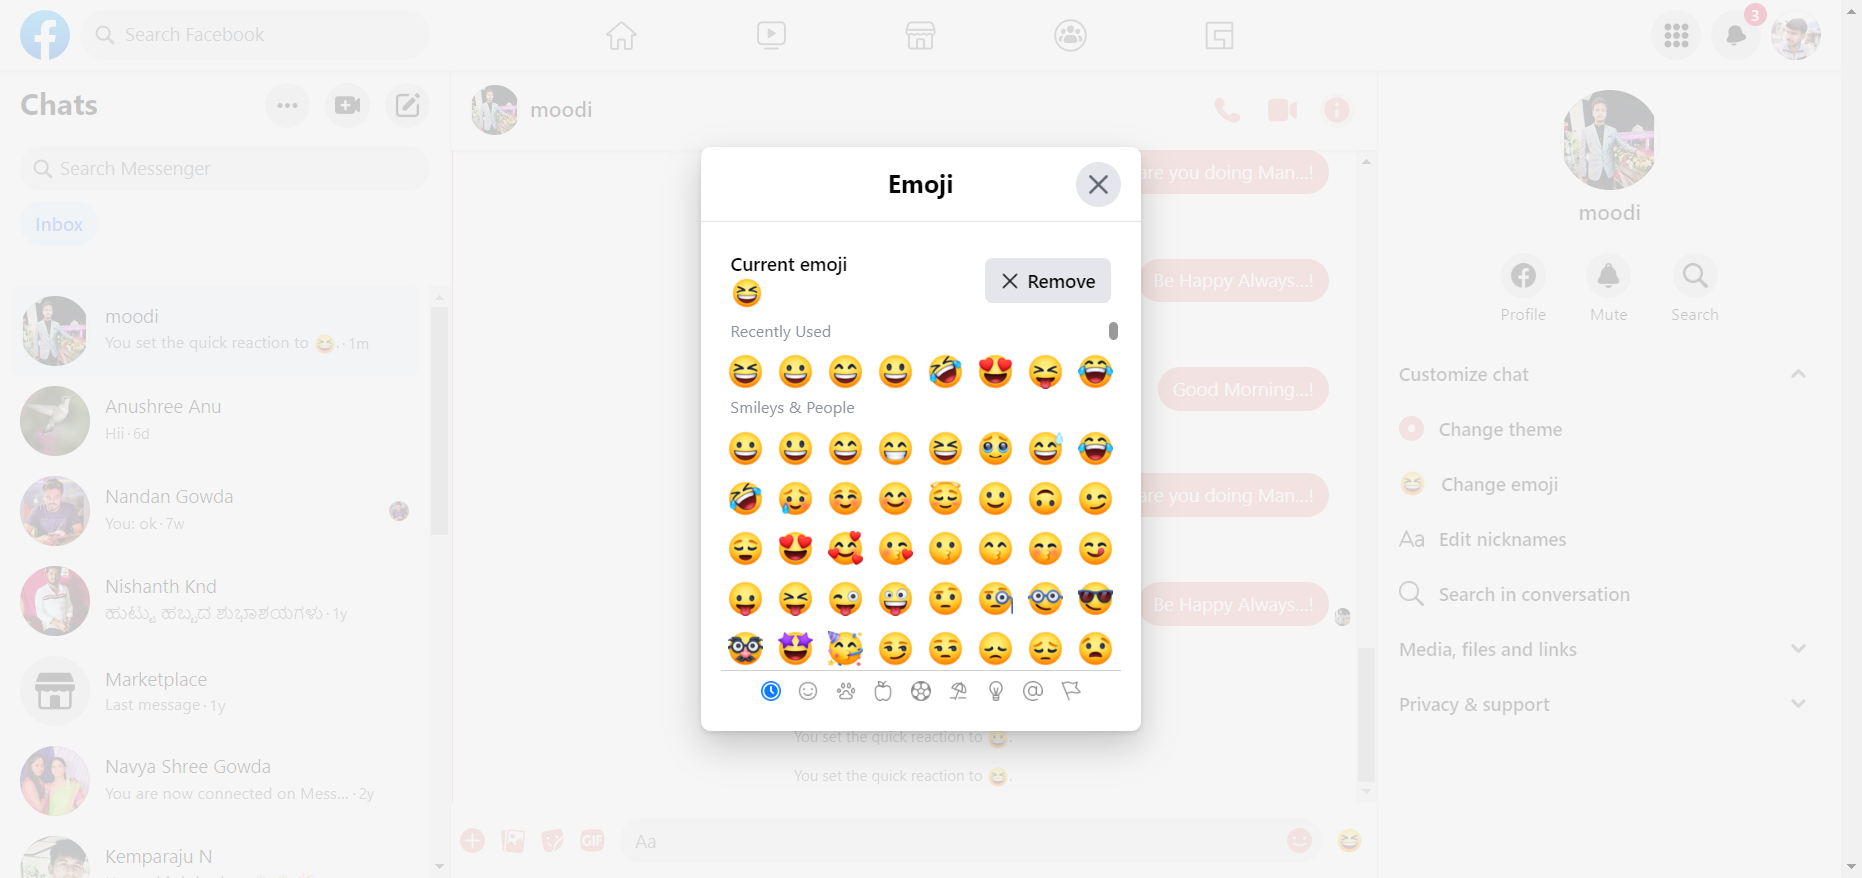 Search Facebook
3
Chats
Search Messenger
Inbox
moodi
You set the quick reaction to 😆. · 1m
Anushree Anu
Hii · 6d
Nandan Gowda
You: ok · 7w
Nishanth Knd
ಹುಟ್ಟು ಹಬ್ಬದ ಶುಭಾಶಯಗಳು · 1y
Marketplace
Last message · 1y
Navya Shree Gowda
You are now connected on Mess... · 2y
Kemparaju N
moodi
are you doing Man...!
Be Happy Always...!
Good Morning...!
are you doing Man...!
Be Happy Always...!
You set the quick reaction to 😆.
You set the quick reaction to 😆.
GIF
Aa
Emoji
Current emoji
Remove
Recently Used
Smileys & People
moodi
Profile
Mute
Search
Customize chat
Change theme
Change emoji
Aa Edit nicknames
Search in conversation
Media, files and links
Privacy & support